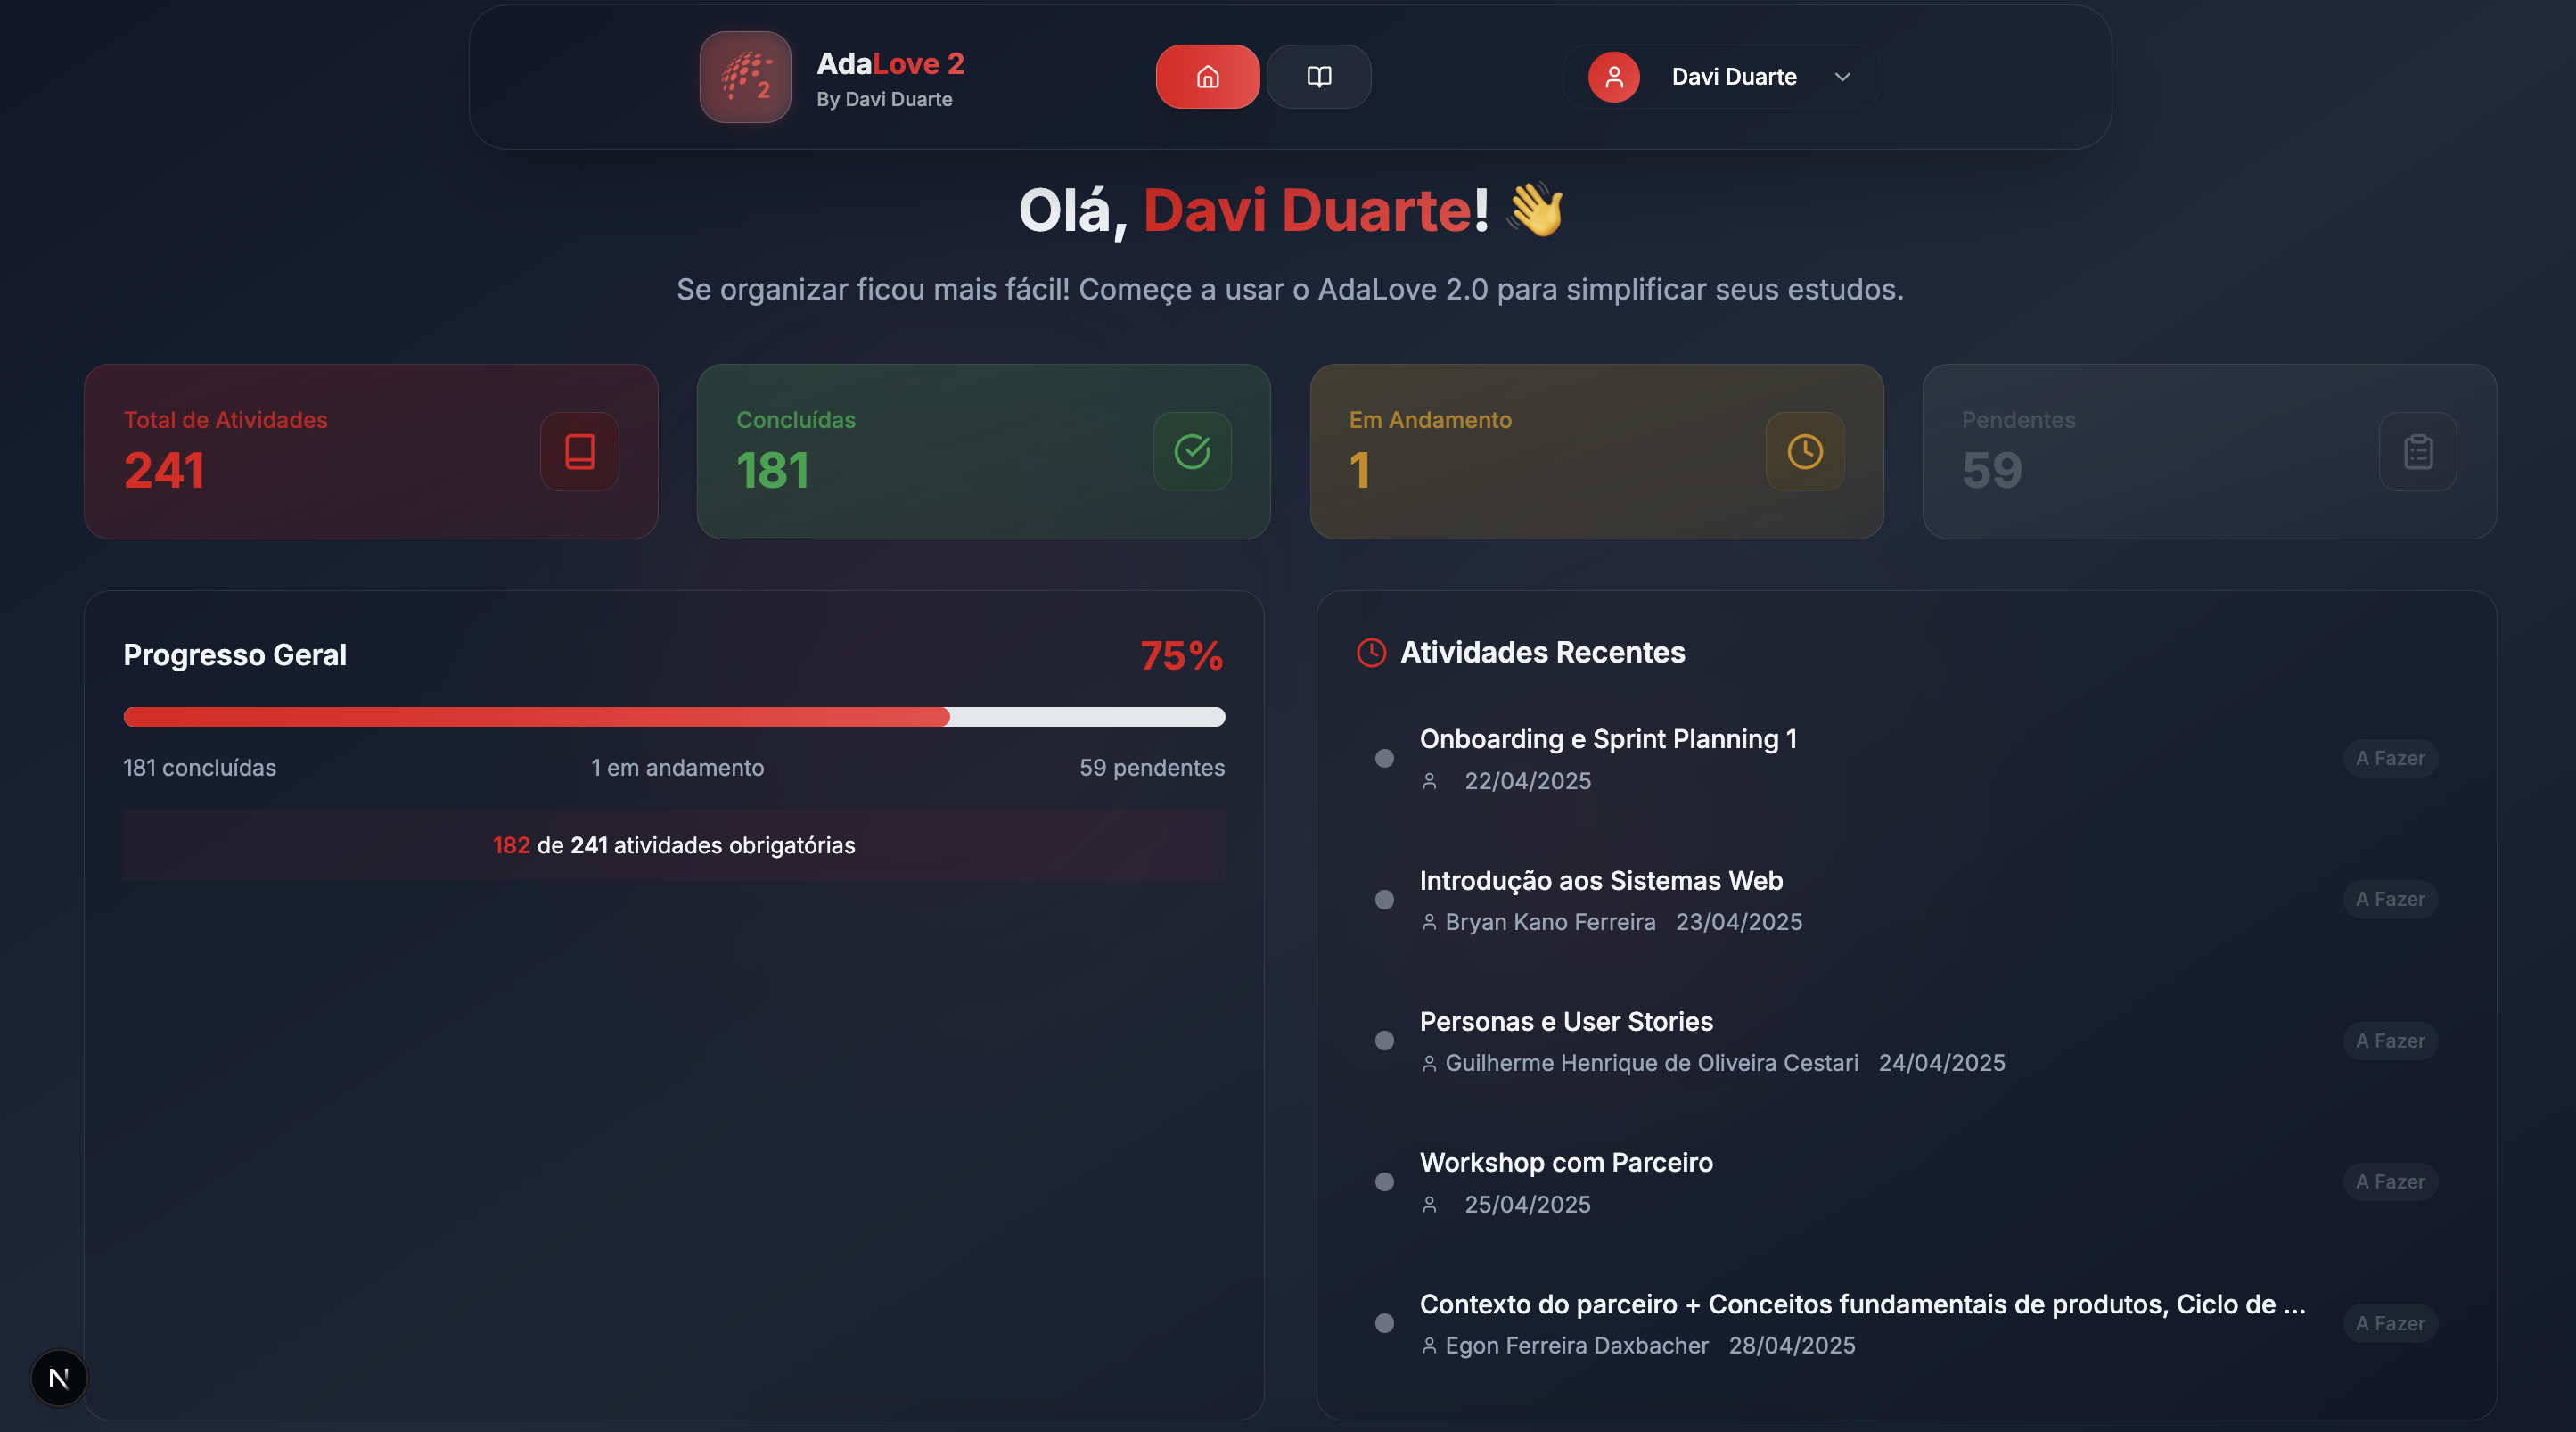 2
AdaLove 2
By Davi Duarte
Davi Duarte
Olá, Davi Duarte! 👋
Se organizar ficou mais fácil! Começe a usar o AdaLove 2.0 para simplificar seus estudos.
Total de Atividades
241
Concluídas
181
Em Andamento
1
Pendentes
59
Progresso Geral
75%
181 concluídas
1 em andamento
59 pendentes
182 de 241 atividades obrigatórias
Atividades Recentes
Onboarding e Sprint Planning 1
22/04/2025
A Fazer
Introdução aos Sistemas Web
Bryan Kano Ferreira 23/04/2025
A Fazer
Personas e User Stories
Guilherme Henrique de Oliveira Cestari 24/04/2025
A Fazer
Workshop com Parceiro
25/04/2025
A Fazer
Contexto do parceiro + Conceitos fundamentais de produtos, Ciclo de ...
Egon Ferreira Daxbacher 28/04/2025
A Fazer
N